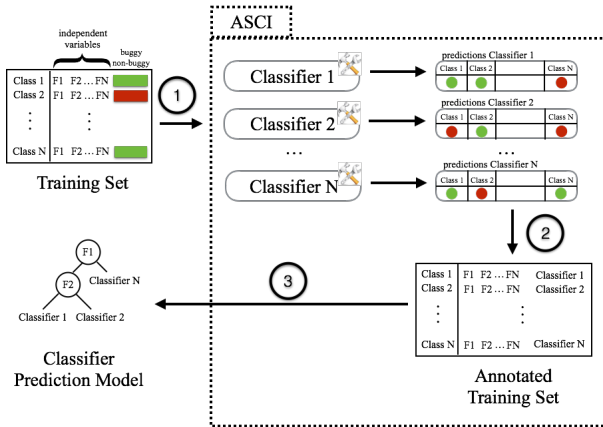 ASCI
independent
variables
buggy
non-buggy
Class 1 F1 F2 ... FN
Class 2 F1 F2 ... FN
Class N F1 F2 ... FN
Training Set
1
Classifier 1
Classifier 2
...
Classifier N
predictions Classifier 1
Class 1 Class 2 Class N
predictions Classifier 2
Class 1 Class 2 Class N
...
predictions Classifier N
Class 1 Class 2 Class N
2
Class 1 F1 F2 ... FN Classifier 1
Class 2 F1 F2 ... FN Classifier 2
Class N F1 F2 ... FN Classifier N
Annotated
Training Set
3
F1
F2
Classifier N
Classifier 1 Classifier 2
Classifier
Prediction Model